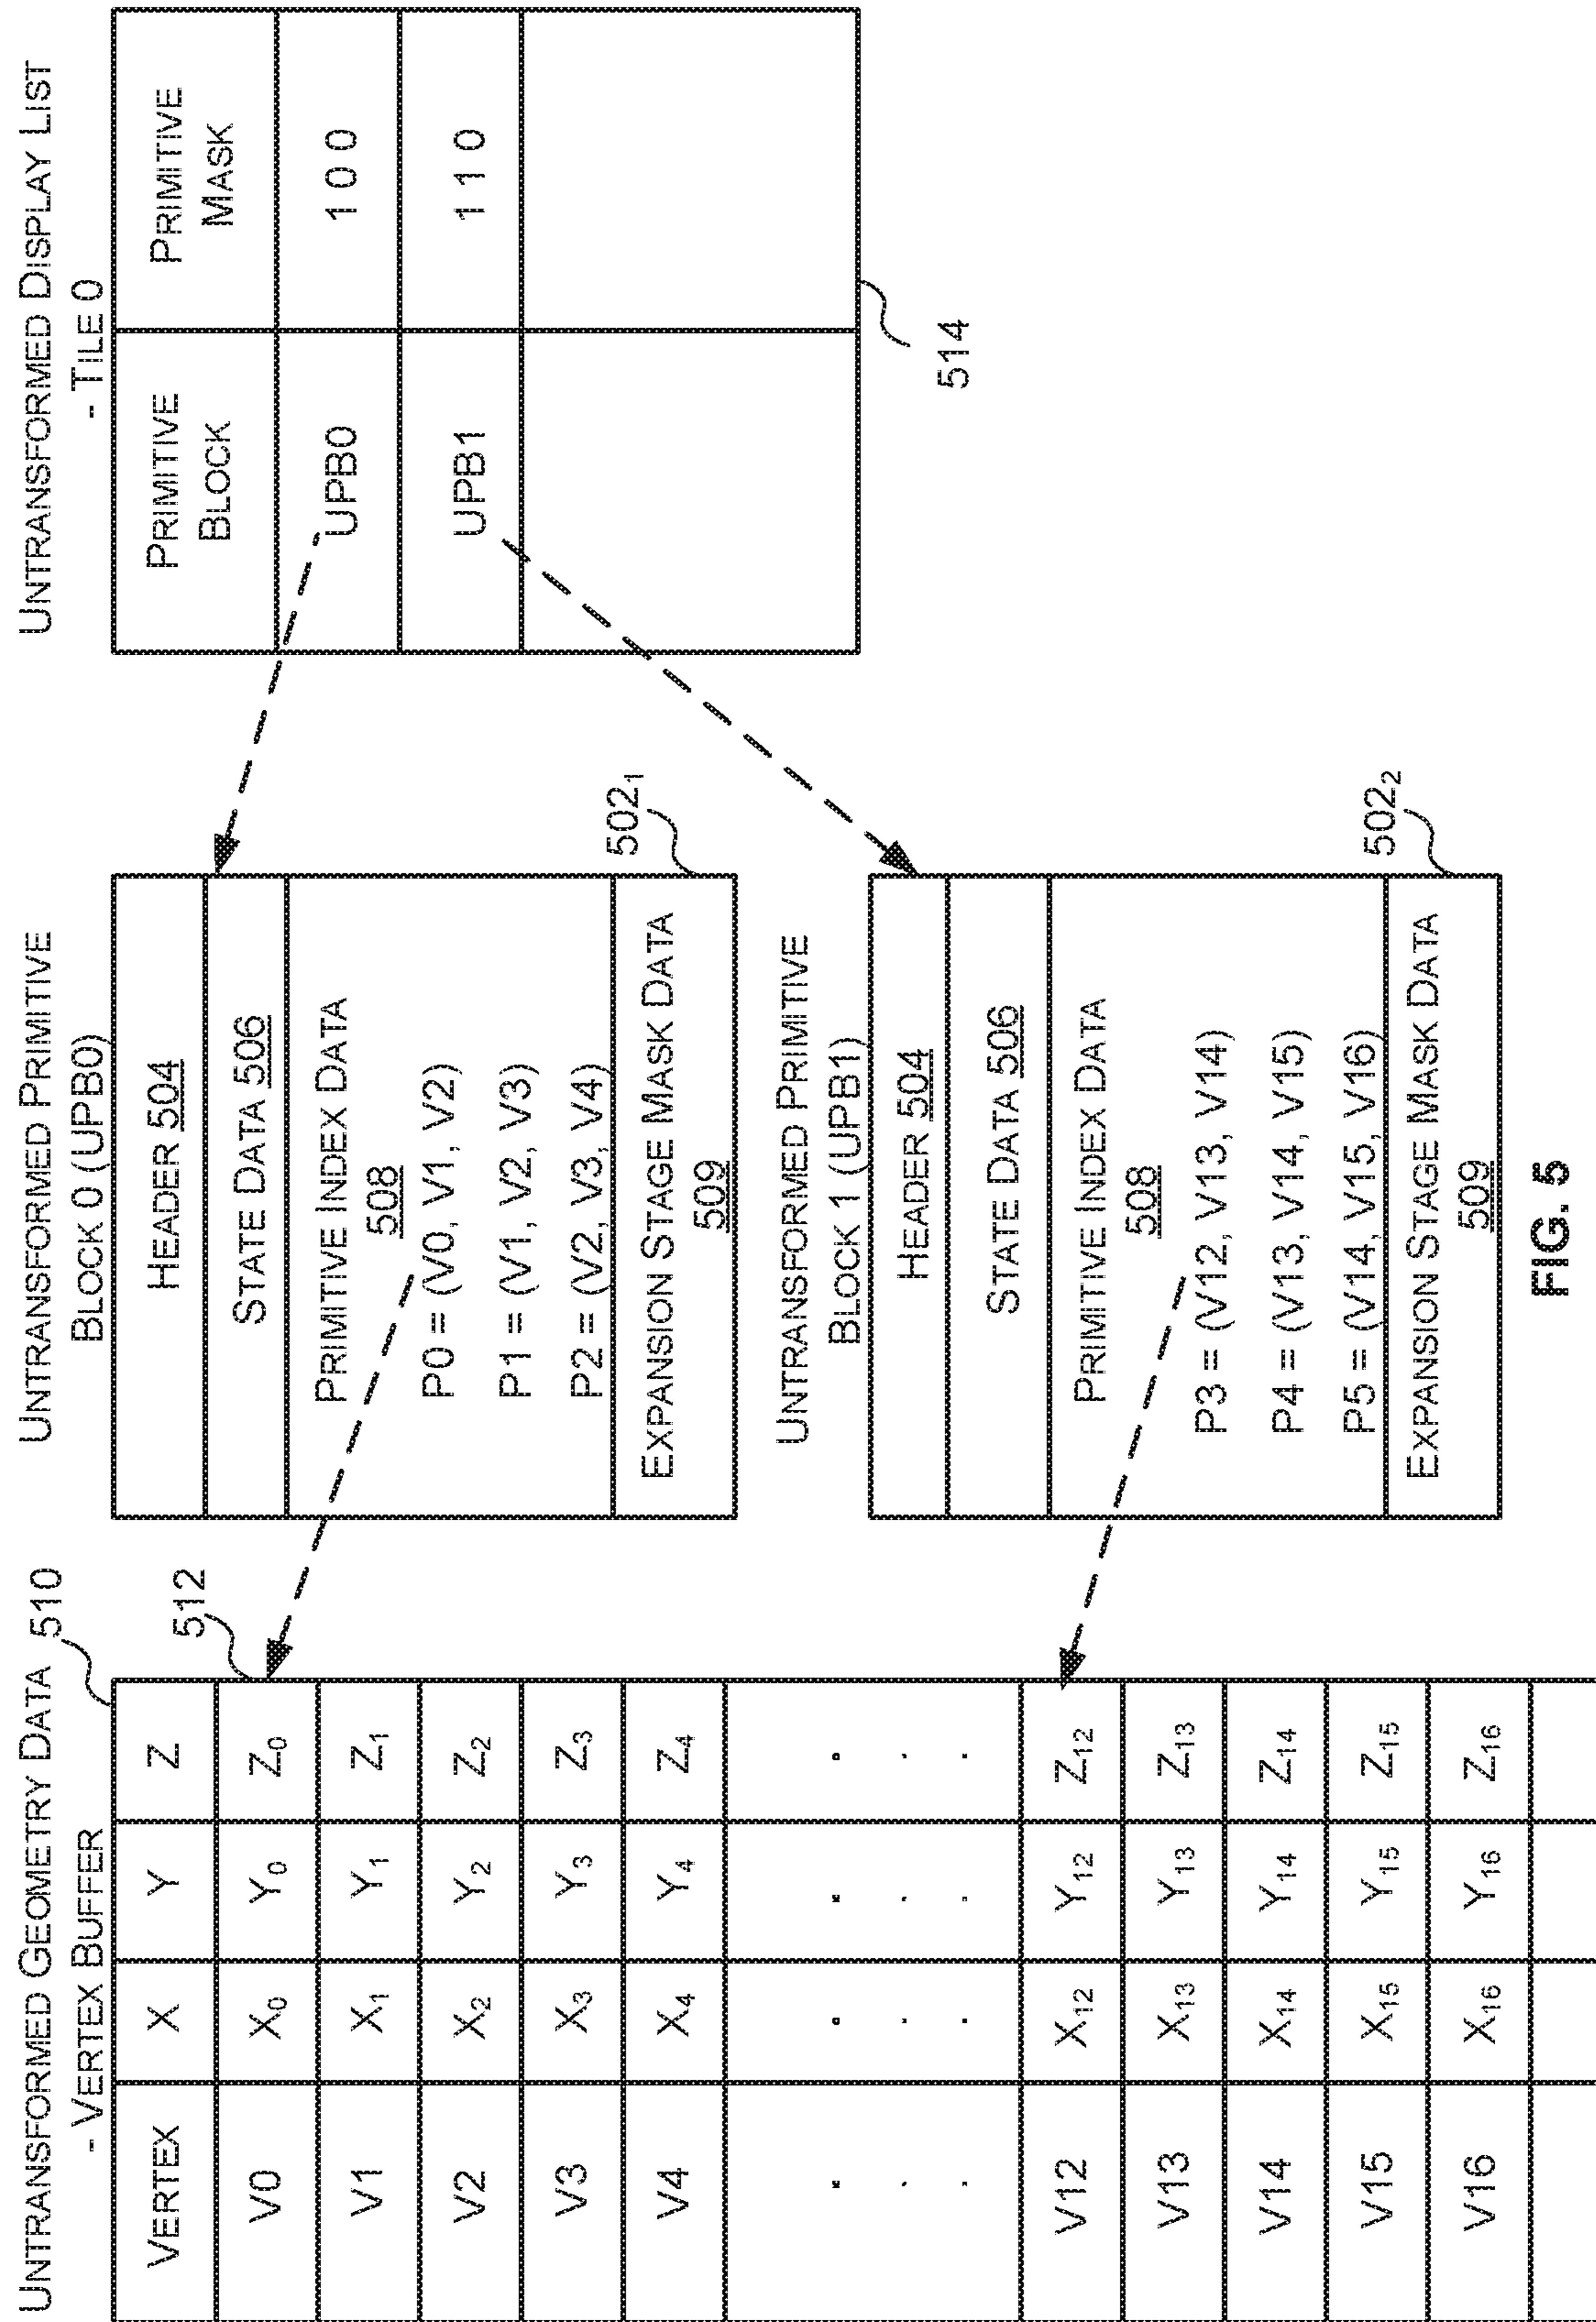 UNTRANSFORMED GEOMETRY DATA 510
- VERTEX BUFFER
512
VERTEX X Y Z
V0 X0 Y0 Z0
V1 X1 Y1 Z1
V2 X2 Y2 Z2
V3 X3 Y3 Z3
V4 X4 Y4 Z4
. . . .
. . . .
. . . .
V12 X12 Y12 Z12
V13 X13 Y13 Z13
V14 X14 Y14 Z14
V15 X15 Y15 Z15
V16 X16 Y16 Z16
UNTRANSFORMED PRIMITIVE
BLOCK 0 (UPB0)
HEADER 504
STATE DATA 506
PRIMITIVE INDEX DATA
508
P0 = (V0, V1, V2)
P1 = (V1, V2, V3)
P2 = (V2, V3, V4)
EXPANSION STAGE MASK DATA
509
5021
UNTRANSFORMED PRIMITIVE
BLOCK 1 (UPB1)
HEADER 504
STATE DATA 506
PRIMITIVE INDEX DATA
508
P3 = (V12, V13, V14)
P4 = (V13, V14, V15)
P5 = (V14, V15, V16)
EXPANSION STAGE MASK DATA
509
5022
UNTRANSFORMED DISPLAY LIST
- TILE 0
PRIMITIVE BLOCK PRIMITIVE MASK
UPB0 1 0 0
UPB1 1 1 0
514
FIG. 5